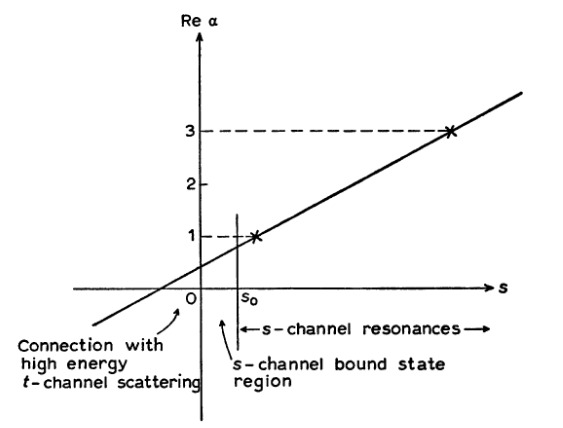 Re α
3
2
1
O
s₀
s
s-channel resonances
Connection with
high energy
t-channel scattering
s-channel bound state
region